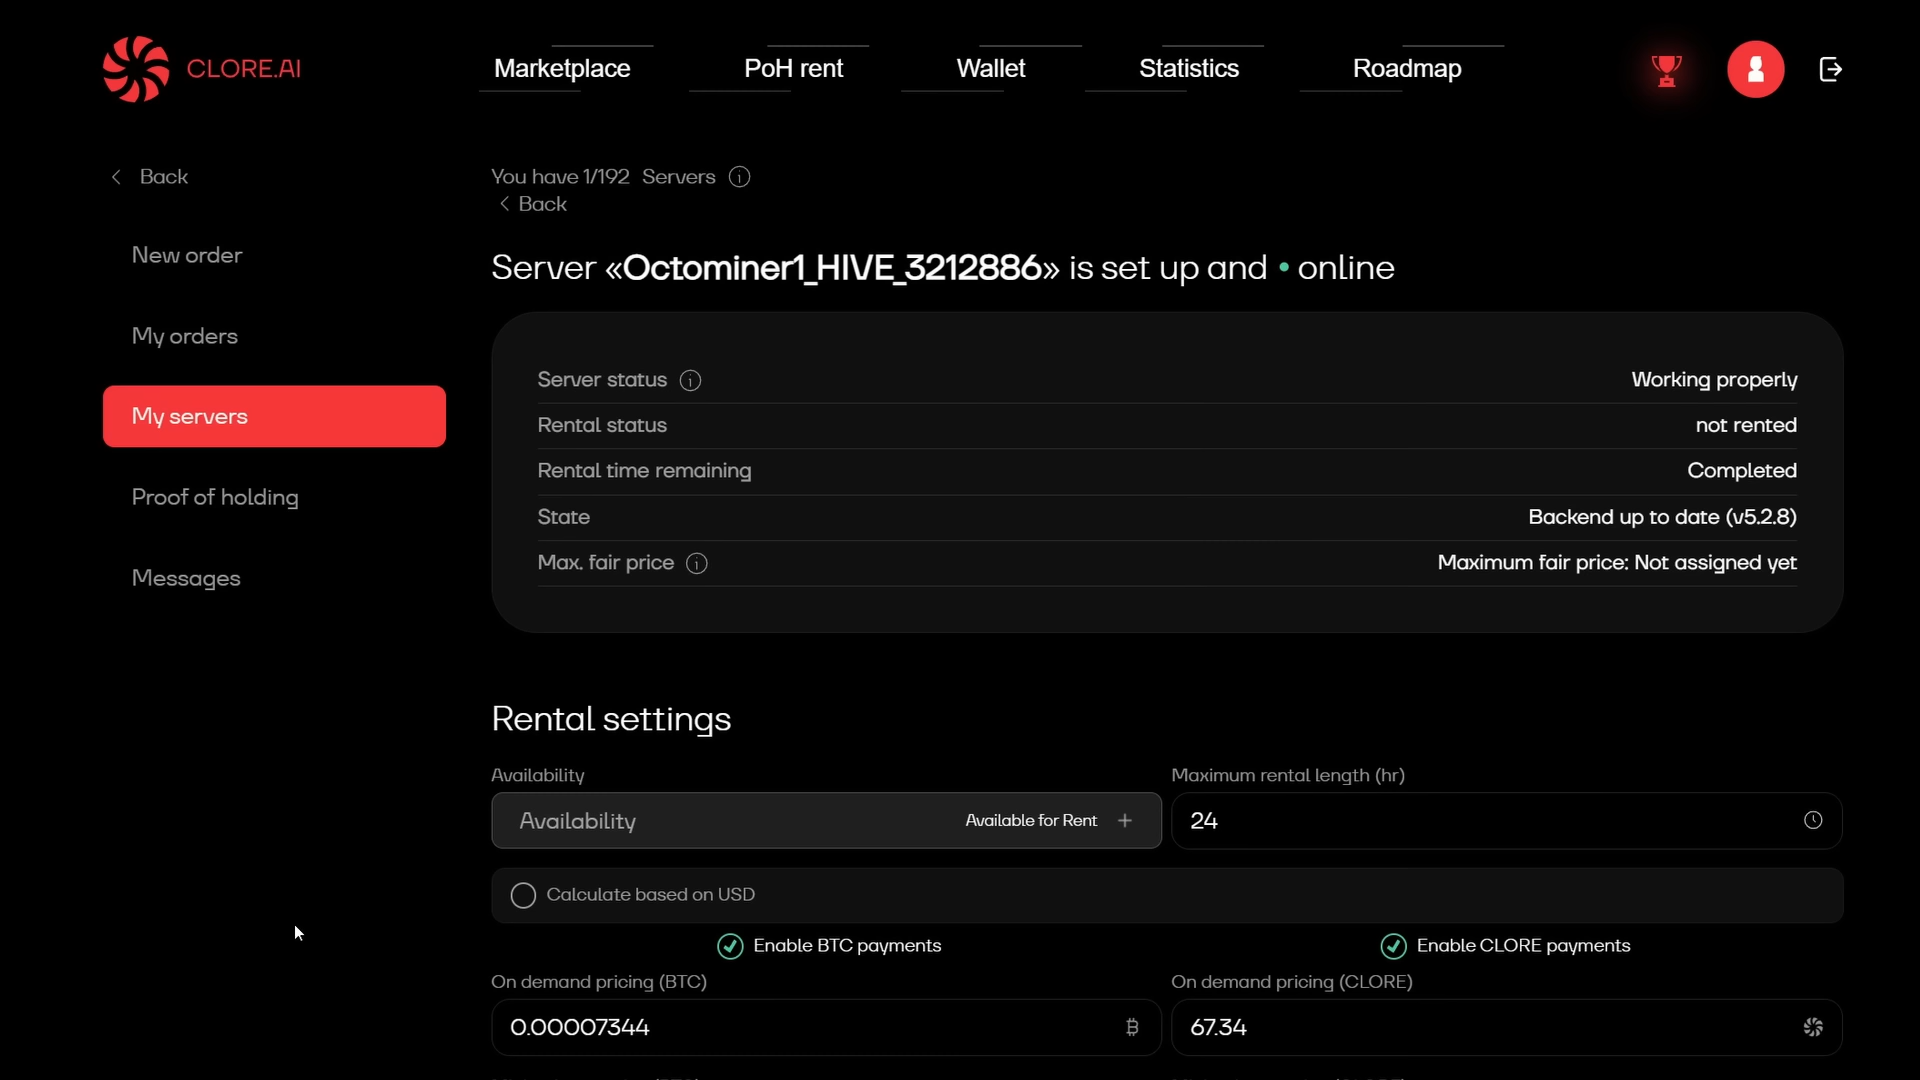 CLORE.AI
Marketplace
PoH rent
Wallet
Statistics
Roadmap
Back
New order
My orders
My servers
Proof of holding
Messages
You have 1/192 Servers
Back
Server «Octominer1_HIVE_3212886» is set up and • online
Server status Working properly
Rental status not rented
Rental time remaining Completed
State Backend up to date (v5.2.8)
Max. fair price Maximum fair price: Not assigned yet
Rental settings
Availability
Availability Available for Rent +
Maximum rental length (hr)
24
Calculate based on USD
Enable BTC payments
Enable CLORE payments
On demand pricing (BTC)
0.00007344
On demand pricing (CLORE)
67.34